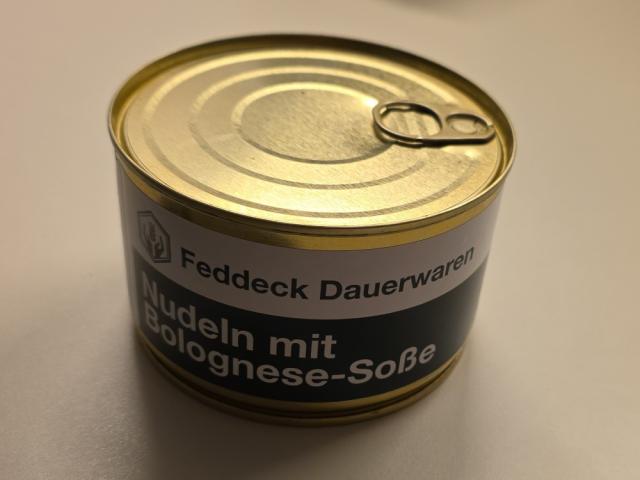 Feddeck Dauerwaren
Nudeln mit
Bolognese-Soße